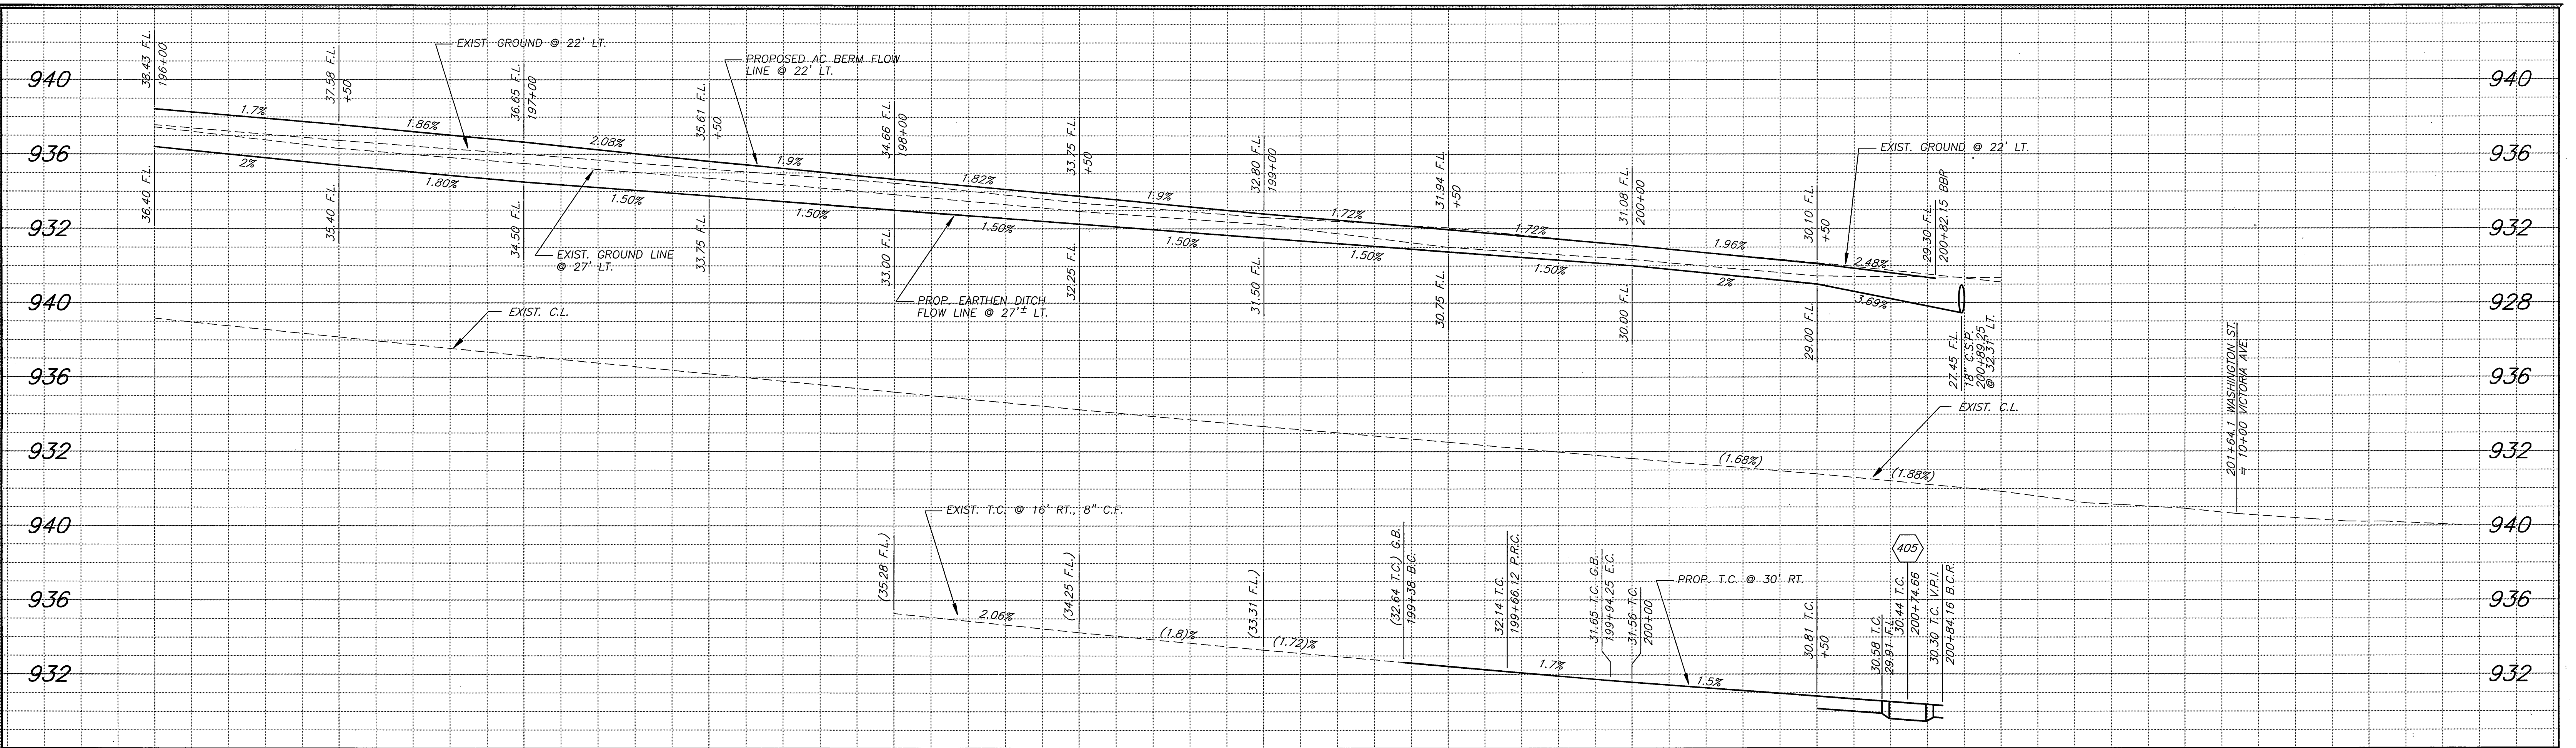 940
936
932
940
936
932
940
936
932
940
936
932
928
936
932
940
936
932
38.43 F.L.
196+00
37.58 F.L.
+50
36.65 F.L.
197+00
35.61 F.L.
+50
34.66 F.L.
198+00
33.75 F.L.
+50
32.80 F.L.
199+00
31.94 F.L.
+50
31.08 F.L.
200+00
30.10 F.L.
+50
29.30 F.L.
200+82.15 BBR
EXIST. GROUND @ 22' LT.
PROPOSED AC BERM FLOW
LINE @ 22' LT.
EXIST. GROUND @ 22' LT.
1.7%
1.86%
2.08%
1.9%
1.82%
1.9%
1.72%
1.72%
1.96%
2.48%
2%
1.80%
1.50%
1.50%
1.50%
1.50%
1.50%
1.50%
2%
3.69%
36.40 F.L.
35.40 F.L.
34.50 F.L.
33.75 F.L.
33.00 F.L.
32.25 F.L.
31.50 F.L.
30.75 F.L.
30.00 F.L.
29.00 F.L.
27.45 F.L.
18" C.S.P.
200+89.25
@ 32.31' LT.
EXIST. GROUND LINE
@ 27' LT.
PROP. EARTHEN DITCH
FLOW LINE @ 27'± LT.
EXIST. C.L.
EXIST. C.L.
(1.68%)
(1.88%)
201+64.1 WASHINGTON ST.
= 10+00 VICTORIA AVE.
EXIST. T.C. @ 16' RT., 8" C.F.
(35.28 F.L.)
(34.25 F.L.)
(33.31 F.L.)
(32.64 T.C.) G.B.
199+38 B.C.
32.14 T.C.
199+66.12 P.R.C.
31.65 T.C. G.B.
199+94.25 E.C.
31.56 T.C.
200+00
PROP. T.C. @ 30' RT.
30.81 T.C.
+50
405
30.58 T.C.
29.91 F.L.
30.44 T.C.
200+74.66
30.30 T.C. V.P.I.
200+84.16 B.C.R.
2.06%
(1.8)%
(1.72)%
1.7%
1.5%